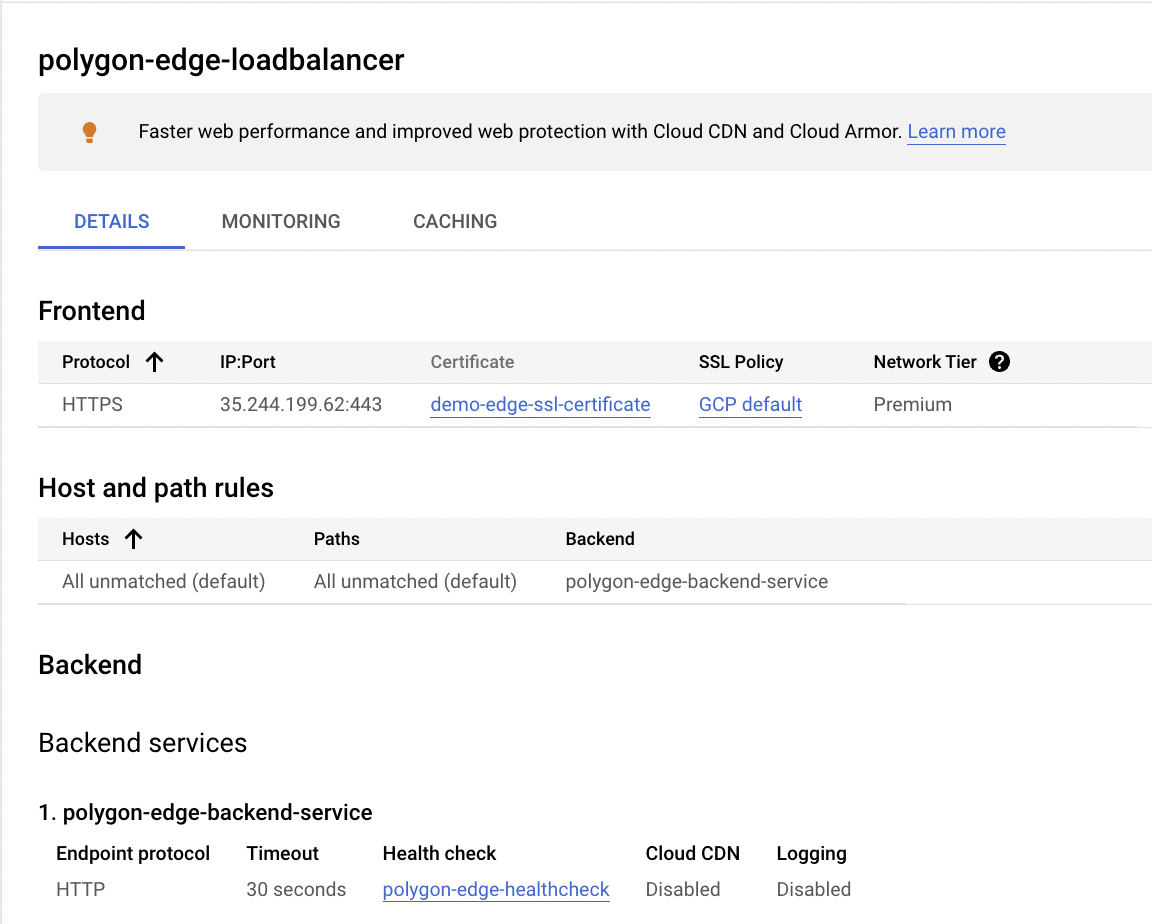 polygon-edge-loadbalancer
Faster web performance and improved web protection with Cloud CDN and Cloud Armor. Learn more
DETAILS MONITORING CACHING
Frontend
Protocol IP:Port Certificate SSL Policy Network Tier ?
HTTPS 35.244.199.62:443 demo-edge-ssl-certificate GCP default Premium
Host and path rules
Hosts Paths Backend
All unmatched (default) All unmatched (default) polygon-edge-backend-service
Backend
Backend services
1. polygon-edge-backend-service
Endpoint protocol Timeout Health check Cloud CDN Logging
HTTP 30 seconds polygon-edge-healthcheck Disabled Disabled